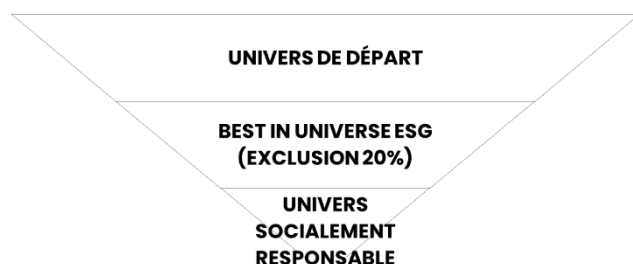 UNIVERS DE DÉPART
BEST IN UNIVERSE ESG
(EXCLUSION 20%)
UNIVERS
SOCIALEMENT
RESPONSABLE